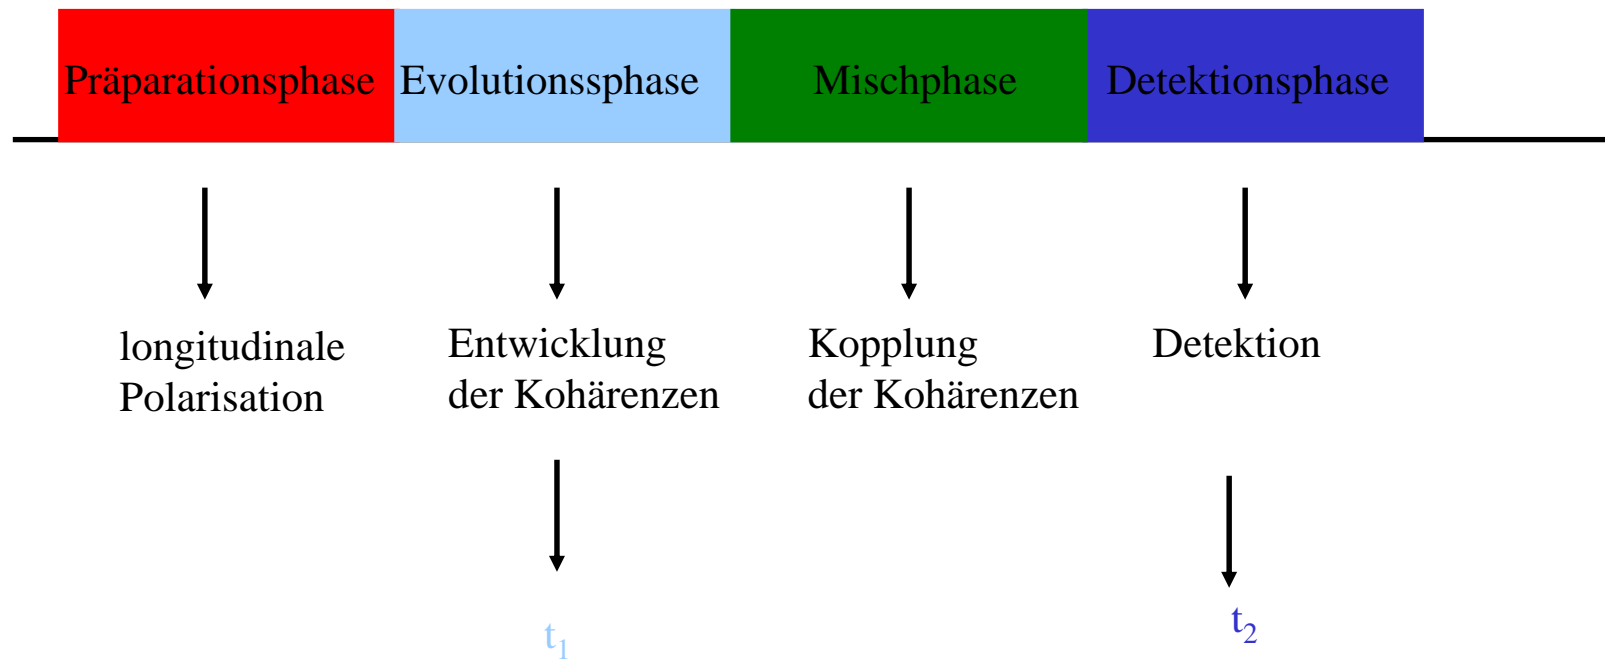 Präparationsphase
Evolutionssphase
Mischphase
Detektionsphase
longitudinale
Polarisation
Entwicklung
der Kohärenzen
Kopplung
der Kohärenzen
Detektion
t₁
t₂